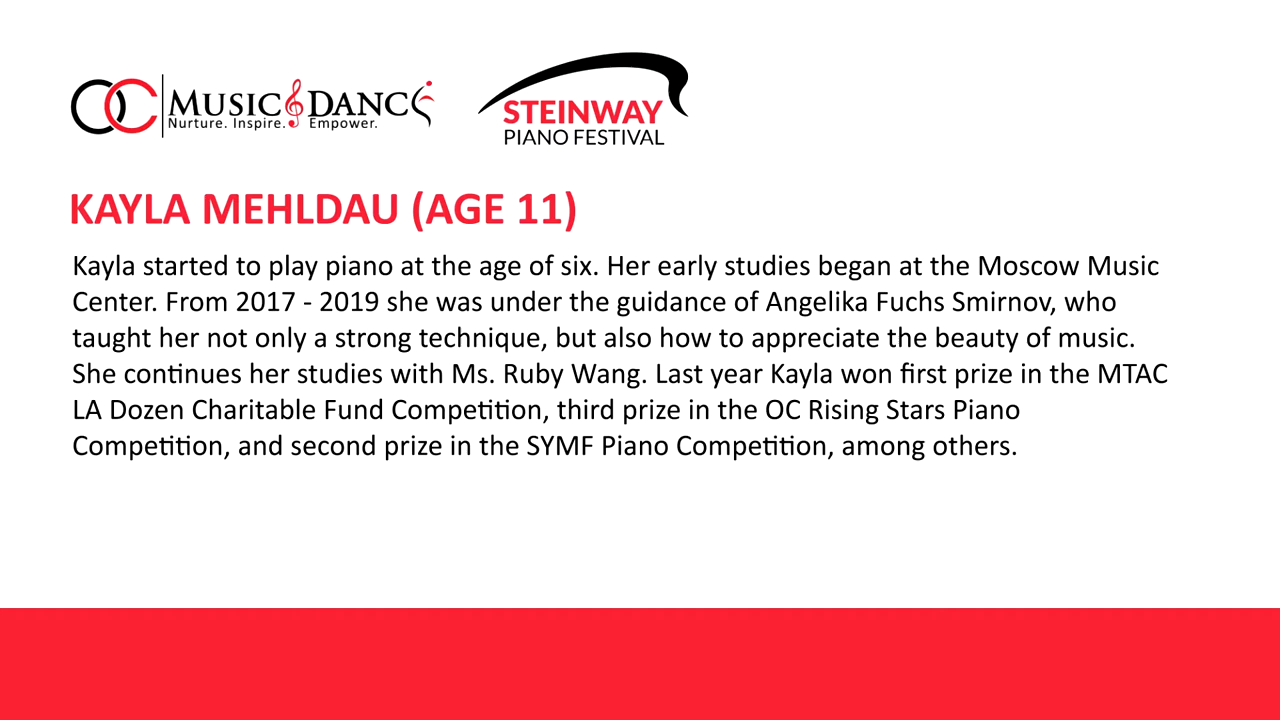 OC MUSIC & DANCE
Nurture. Inspire. Empower.
STEINWAY
PIANO FESTIVAL
KAYLA MEHLDAU (AGE 11)
Kayla started to play piano at the age of six. Her early studies began at the Moscow Music
Center. From 2017 - 2019 she was under the guidance of Angelika Fuchs Smirnov, who
taught her not only a strong technique, but also how to appreciate the beauty of music.
She continues her studies with Ms. Ruby Wang. Last year Kayla won first prize in the MTAC
LA Dozen Charitable Fund Competition, third prize in the OC Rising Stars Piano
Competition, and second prize in the SYMF Piano Competition, among others.